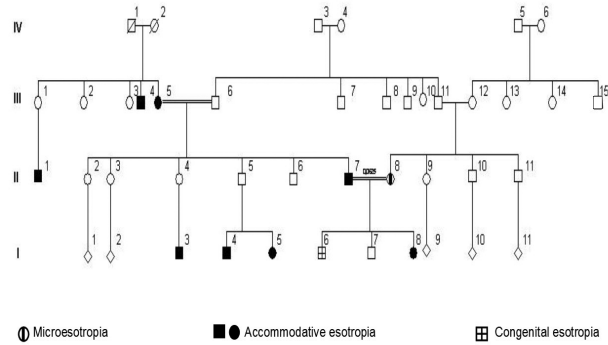 IV 1 2 3 4 5 6
III 1 2 3 4 5 6 7 8 9 10 11 12 13 14 15
II 1 2 3 4 5 6 7 8 9 10 11
I 1 2 3 4 5 6 7 8 9 10 11
Microesotropia Accommodative esotropia Congenital esotropia